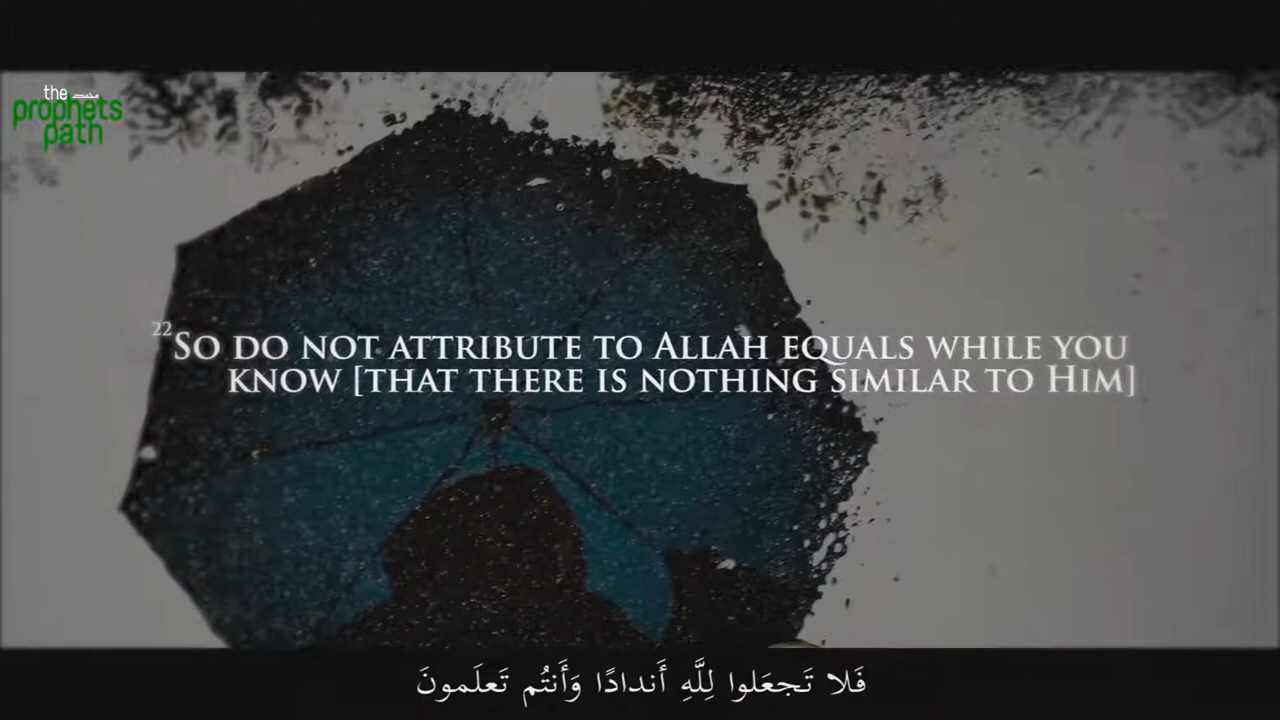 the
prophets
path
22 So do not attribute to Allah equals while you
know [that there is nothing similar to Him]
فَلا تَجعَلوا لِلَّهِ أَندادًا وَأَنتُم تَعلَمونَ